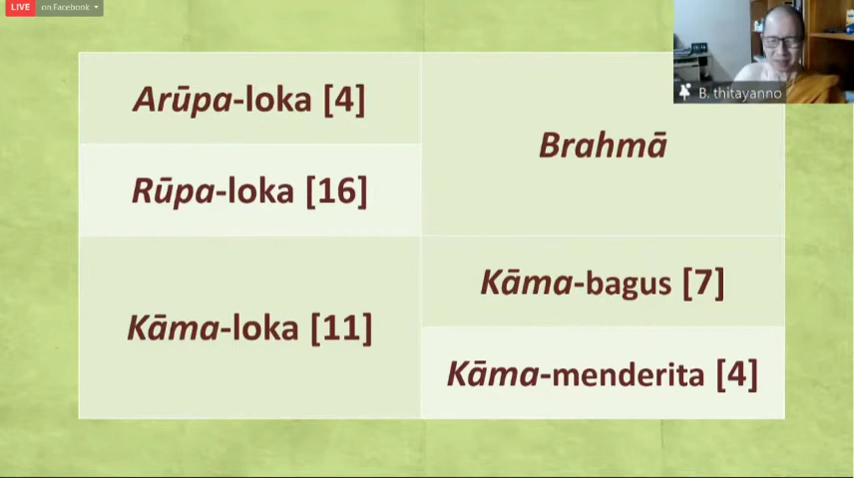 LIVE on Facebook
B. thitayanno
Arūpa-loka [4]
Brahmā
Rūpa-loka [16]
Kāma-loka [11]
Kāma-bagus [7]
Kāma-menderita [4]